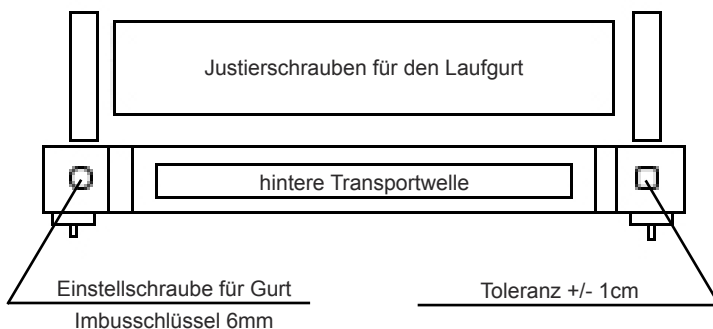 Justierschrauben für den Laufgurt
hintere Transportwelle
Einstellschraube für Gurt
Imbusschlüssel 6mm
Toleranz +/- 1cm